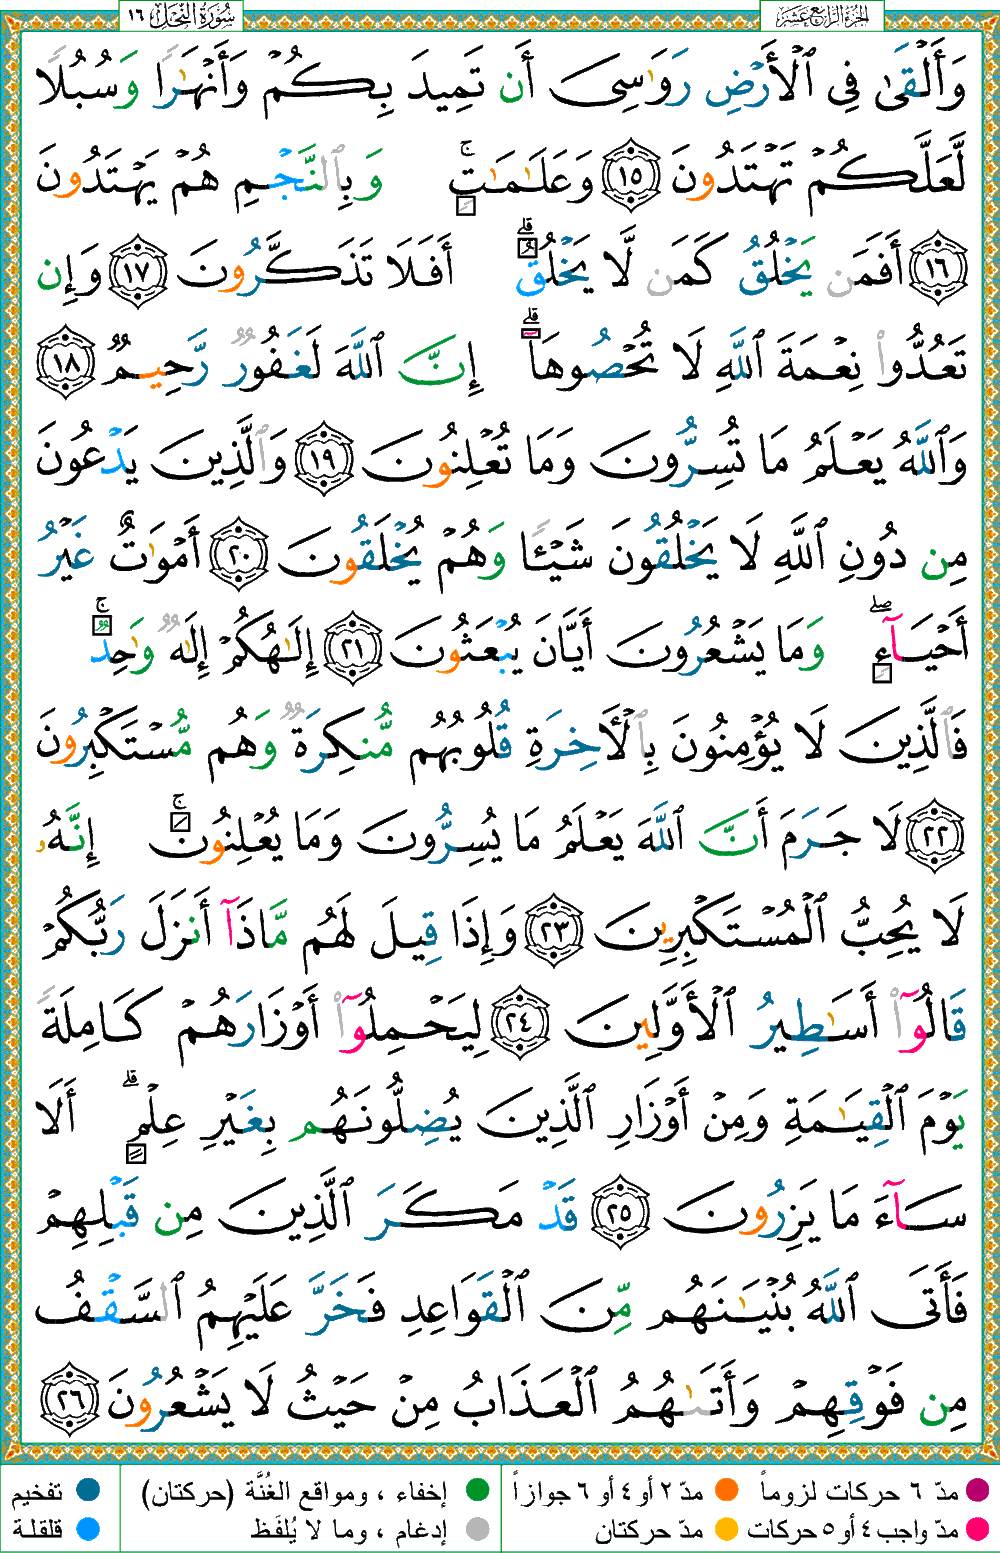 الجزء الرابع عشر
سورة النحل ١٦
وَأَلْقَىٰ فِى ٱلْأَرْضِ رَوَٰسِىَ أَن تَمِيدَ بِكُمْ وَأَنْهَـٰرًا وَسُبُلًا
لَّعَلَّكُمْ تَهْتَدُونَ ١٥ وَعَلَـٰمَـٰتٍ ۚ وَبِٱلنَّجْمِ هُمْ يَهْتَدُونَ
١٦ أَفَمَن يَخْلُقُ كَمَن لَّا يَخْلُقُ ۗ أَفَلَا تَذَكَّرُونَ ١٧ وَإِن
تَعُدُّوا۟ نِعْمَةَ ٱللَّهِ لَا تُحْصُوهَآ ۗ إِنَّ ٱللَّهَ لَغَفُورٌ رَّحِيمٌ ١٨
وَٱللَّهُ يَعْلَمُ مَا تُسِرُّونَ وَمَا تُعْلِنُونَ ١٩ وَٱلَّذِينَ يَدْعُونَ
مِن دُونِ ٱللَّهِ لَا يَخْلُقُونَ شَيْـًٔا وَهُمْ يُخْلَقُونَ ٢٠ أَمْوَٰتٌ غَيْرُ
أَحْيَآءٍ ۖ وَمَا يَشْعُرُونَ أَيَّانَ يُبْعَثُونَ ٢١ إِلَـٰهُكُمْ إِلَـٰهٌ وَٰحِدٌ ۚ
فَٱلَّذِينَ لَا يُؤْمِنُونَ بِٱلْـَٔاخِرَةِ قُلُوبُهُم مُّنكِرَةٌ وَهُم مُّسْتَكْبِرُونَ
٢٢ لَا جَرَمَ أَنَّ ٱللَّهَ يَعْلَمُ مَا يُسِرُّونَ وَمَا يُعْلِنُونَ ۚ إِنَّهُۥ
لَا يُحِبُّ ٱلْمُسْتَكْبِرِينَ ٢٣ وَإِذَا قِيلَ لَهُم مَّاذَآ أَنزَلَ رَبُّكُمْ
قَالُوٓا۟ أَسَـٰطِيرُ ٱلْأَوَّلِينَ ٢٤ لِيَحْمِلُوٓا۟ أَوْزَارَهُمْ كَامِلَةً
يَوْمَ ٱلْقِيَـٰمَةِ وَمِنْ أَوْزَارِ ٱلَّذِينَ يُضِلُّونَهُم بِغَيْرِ عِلْمٍ ۗ أَلَا
سَآءَ مَا يَزِرُونَ ٢٥ قَدْ مَكَرَ ٱلَّذِينَ مِن قَبْلِهِمْ
فَأَتَى ٱللَّهُ بُنْيَـٰنَهُم مِّنَ ٱلْقَوَاعِدِ فَخَرَّ عَلَيْهِمُ ٱلسَّقْفُ
مِن فَوْقِهِمْ وَأَتَىٰهُمُ ٱلْعَذَابُ مِنْ حَيْثُ لَا يَشْعُرُونَ ٢٦
مدّ ٦ حركات لزوماً مدّ ٢ أو ٤ أو ٦ جوازاً إخفاء ، ومواقع الغُنَّة (حركتان) تفخيم
مدّ واجب ٤ أو ٥ حركات مدّ حركتان إدغام ، وما لا يُلفَظ قلقلة